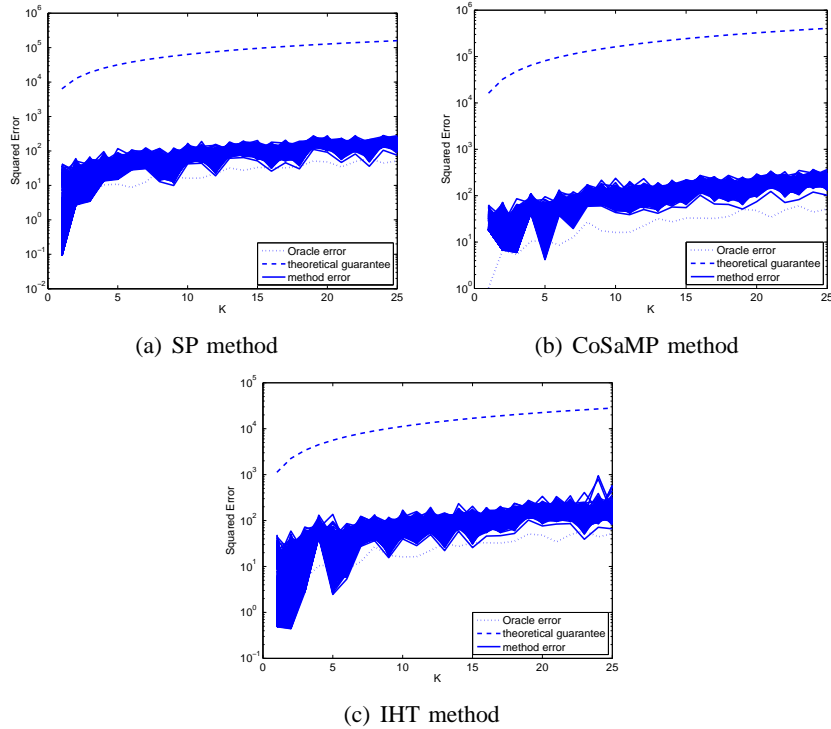 10^6
10^5
10^4
10^3
10^2
10^1
10^0
10^-1
10^-2
Squared Error
0 5 10 15 20 25
K
Oracle error
theoretical guarantee
method error
(a) SP method
10^6
10^5
10^4
10^3
10^2
10^1
10^0
Squared Error
0 5 10 15 20 25
K
Oracle error
theoretical guarantee
method error
(b) CoSaMP method
10^5
10^4
10^3
10^2
10^1
10^0
10^-1
Squared Error
0 5 10 15 20 25
K
Oracle error
theoretical guarantee
method error
(c) IHT method